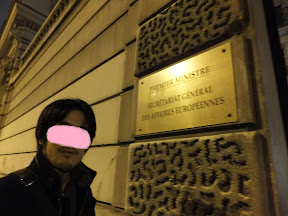 PREMIER MINISTRE
SECRÉTARIAT GÉNÉRAL
DES AFFAIRES EUROPÉENNES